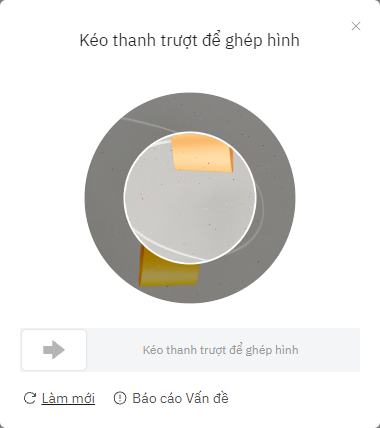 Kéo thanh trượt để ghép hình
Kéo thanh trượt để ghép hình
Làm mới
Báo cáo Vấn đề